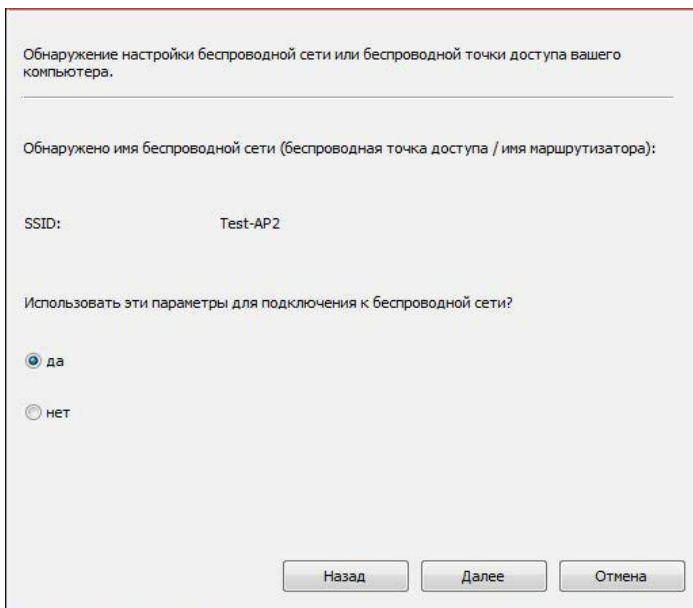 Обнаружение настройки беспроводной сети или беспроводной точки доступа вашего
компьютера.
Обнаружено имя беспроводной сети (беспроводная точка доступа / имя маршрутизатора):
SSID: Test-AP2
Использовать эти параметры для подключения к беспроводной сети?
да
нет
Назад Далее Отмена